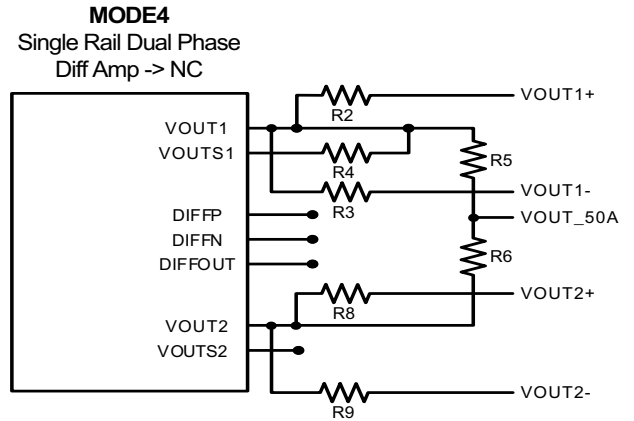 MODE4
Single Rail Dual Phase
Diff Amp -> NC
VOUT1+
R2
VOUT1
VOUTS1
R5
R4
VOUT1-
R3
DIFFP
VOUT_50A
DIFFN
R6
DIFFOUT
VOUT2+
R8
VOUT2
VOUTS2
VOUT2-
R9